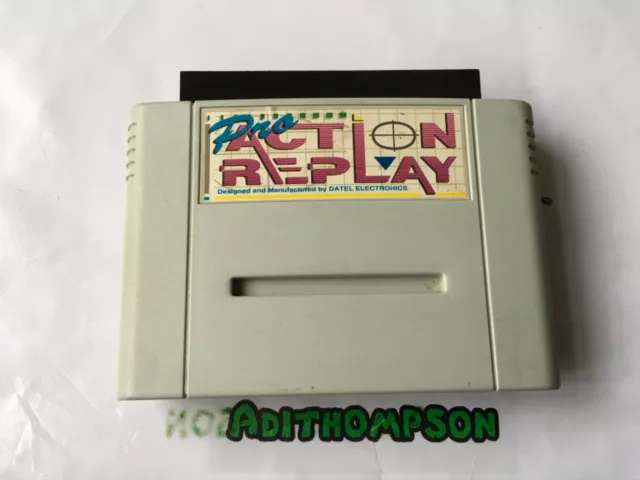 Pro
ACTION
REPLAY
Designed and Manufactured by DATEL ELECTRONICS
ADITHOMPSON